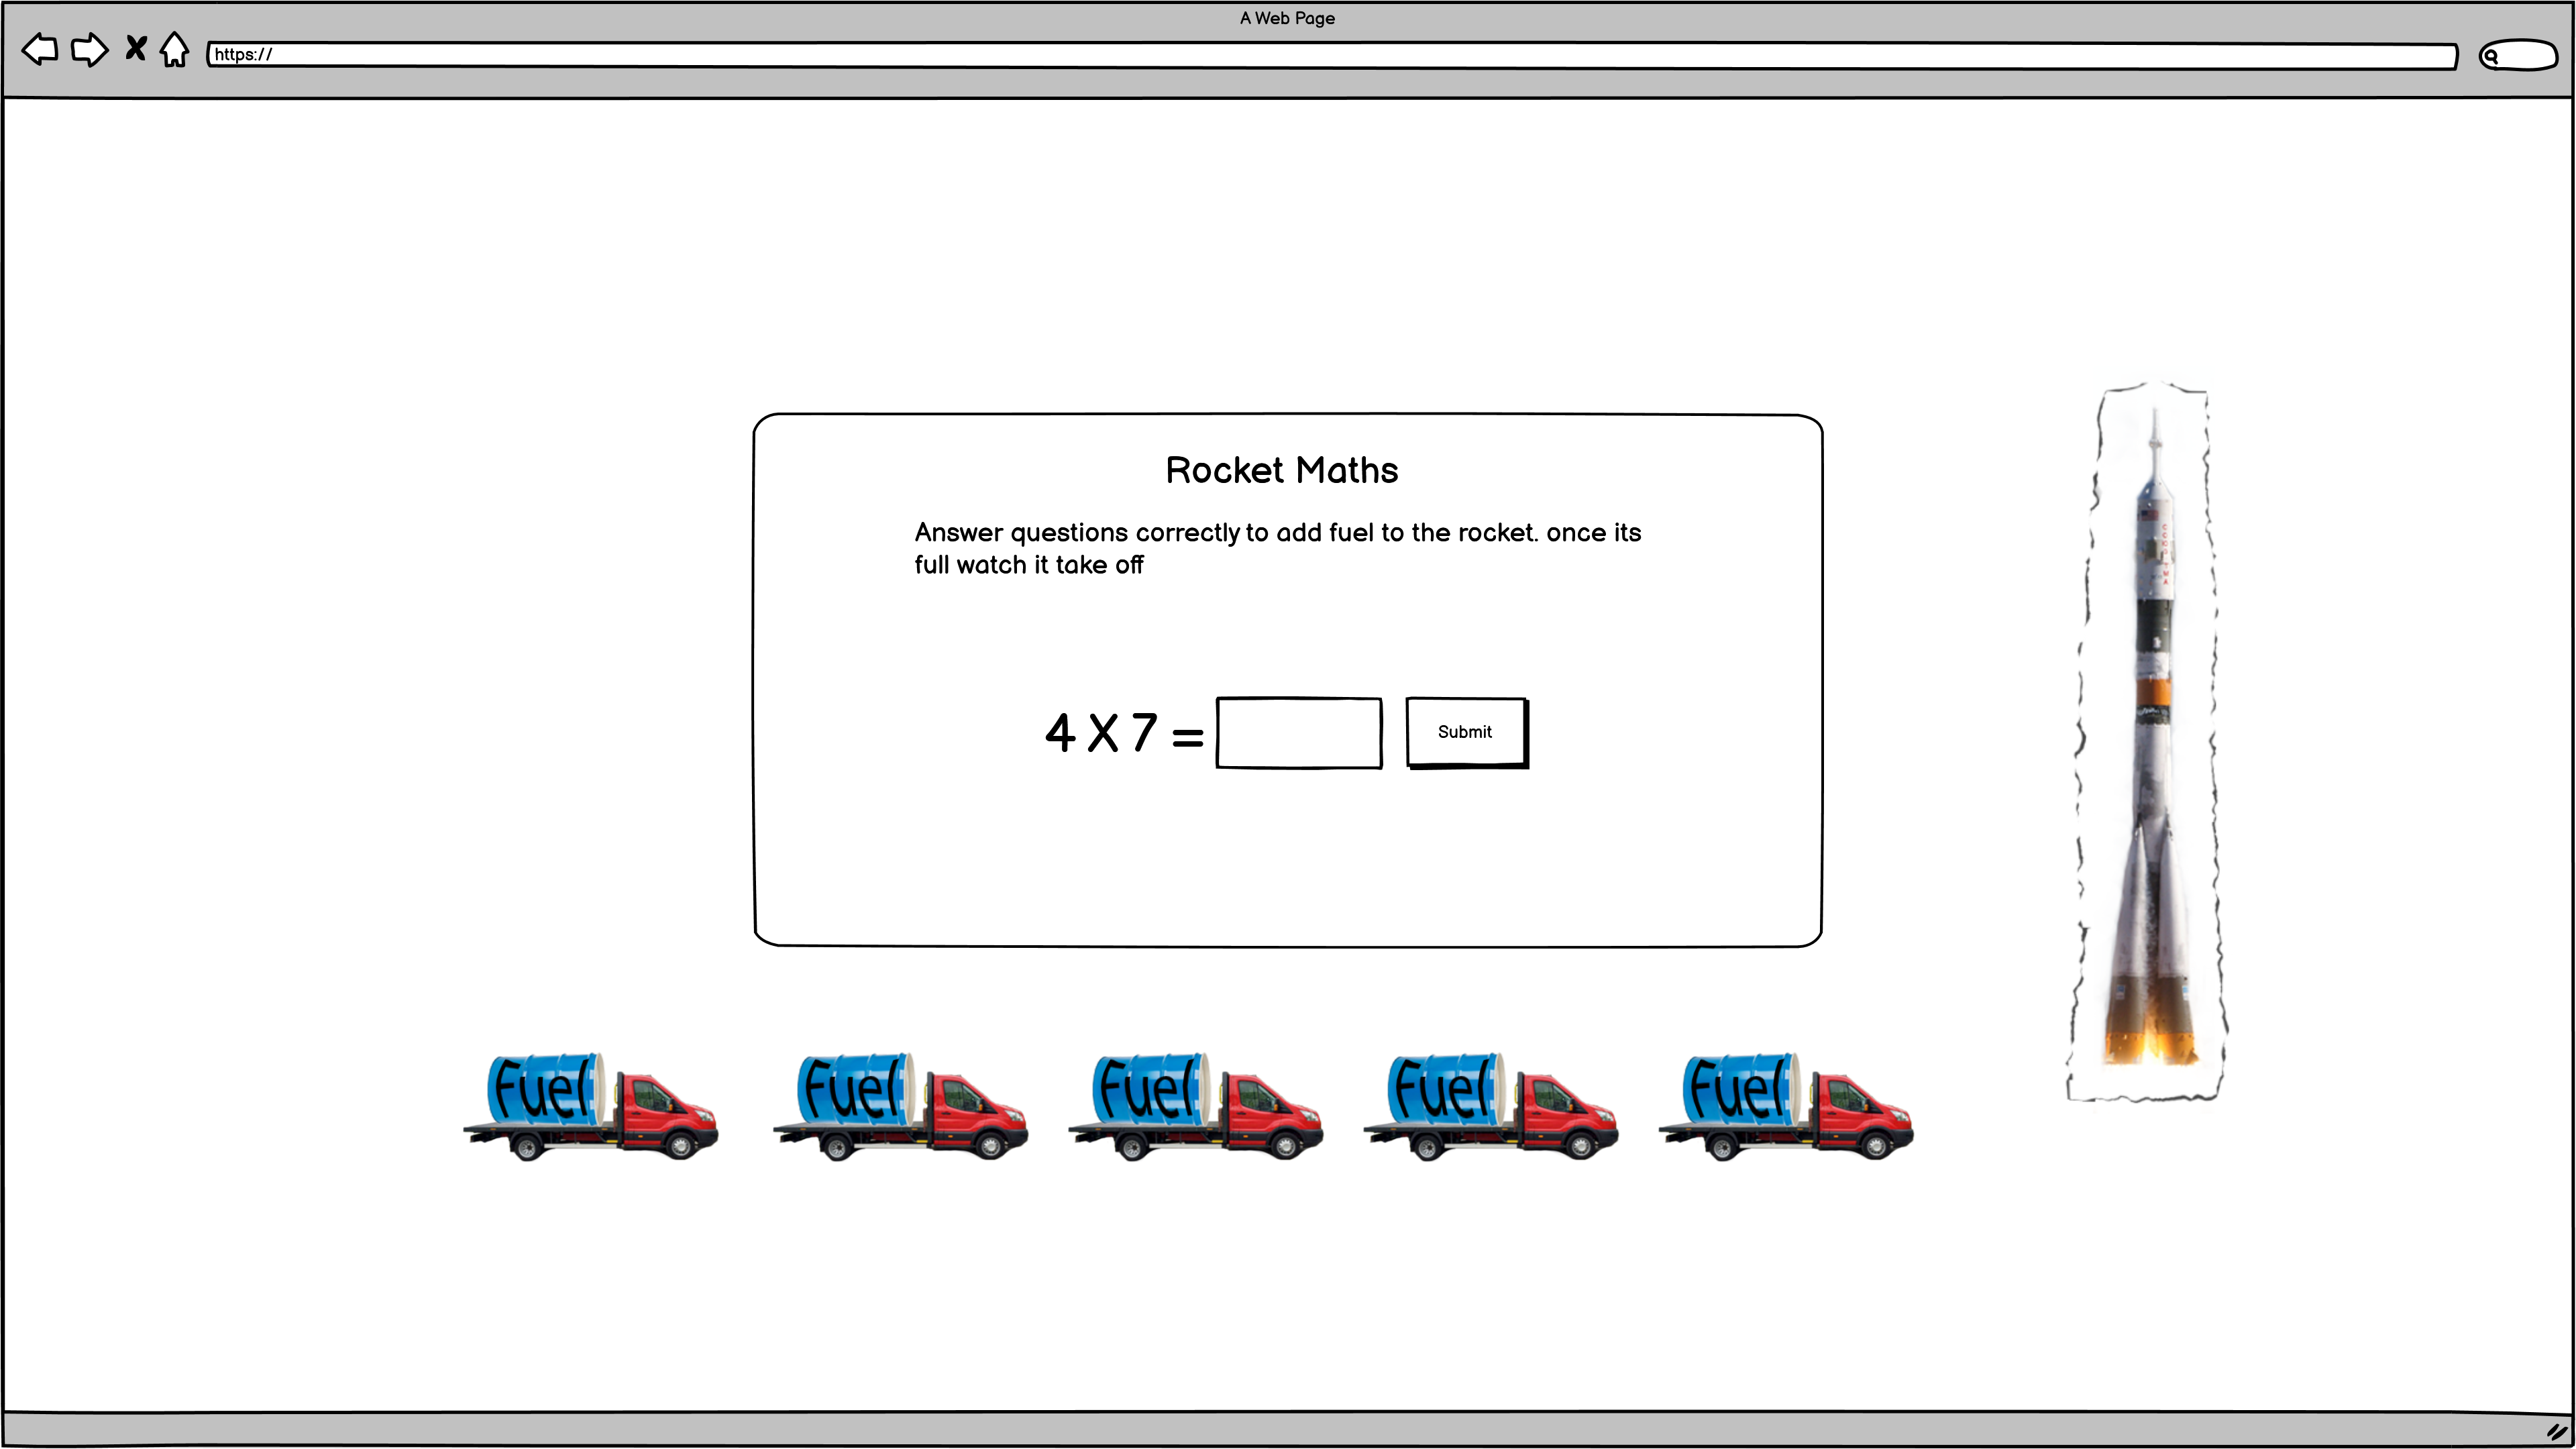 A Web Page
https://
Rocket Maths
Answer questions correctly to add fuel to the rocket. once its
full watch it take off
4 X 7 =
Submit
Fuel
Fuel
Fuel
Fuel
Fuel